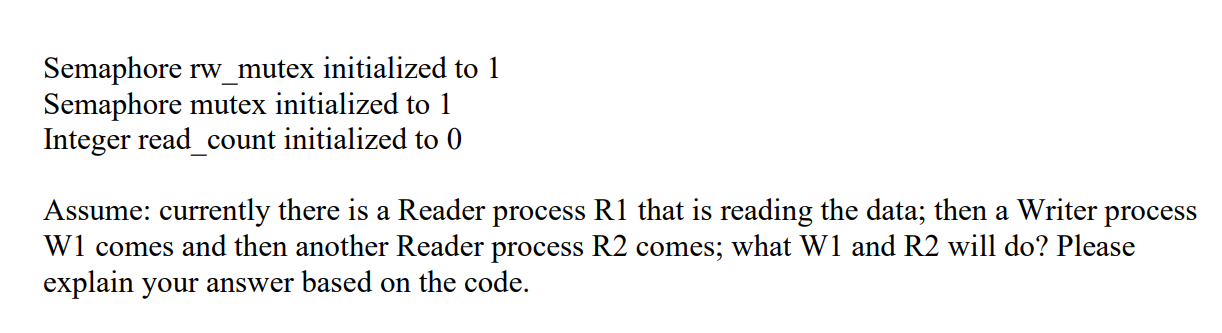 Semaphore rw_mutex initialized to 1
Semaphore mutex initialized to 1
Integer read_count initialized to 0
Assume: currently there is a Reader process R1 that is reading the data; then a Writer process
W1 comes and then another Reader process R2 comes; what W1 and R2 will do? Please
explain your answer based on the code.